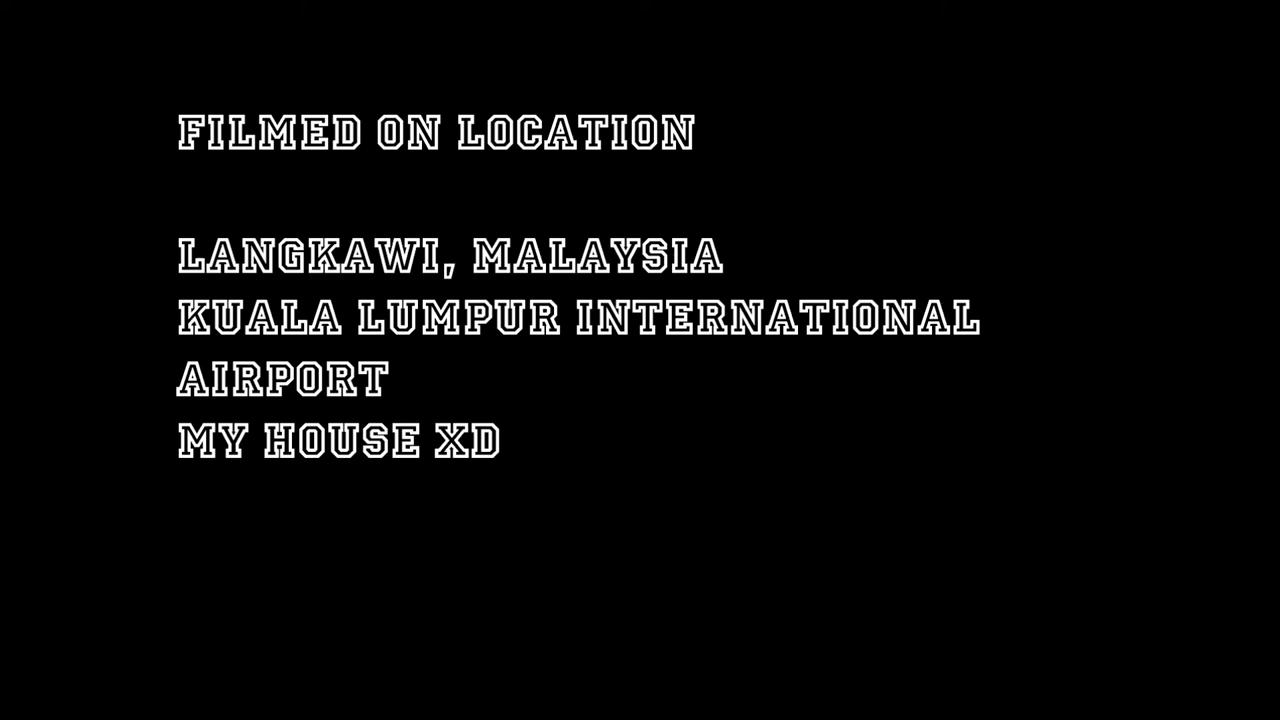 FILMED ON LOCATION
LANGKAWI, MALAYSIA
KUALA LUMPUR INTERNATIONAL
AIRPORT
MY HOUSE XD